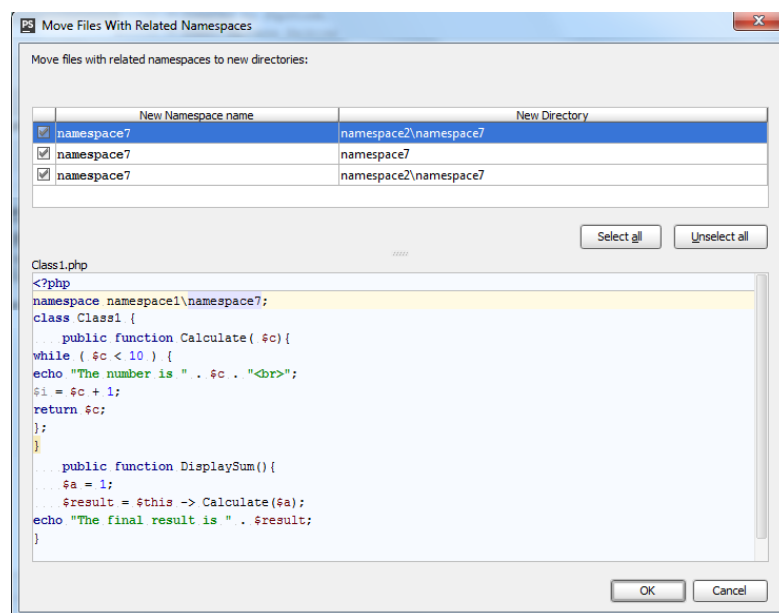 PS Move Files With Related Namespaces
Move files with related namespaces to new directories:
New Namespace name New Directory
namespace7 namespace2\namespace7
namespace7 namespace7
namespace7 namespace2\namespace7
Select all Unselect all
Class1.php
<?php
namespace namespace1\namespace7;
class Class1 {
public function Calculate( $c){
while ( $c < 10 ) {
echo "The number is " . $c . "<br>";
$i = $c + 1;
return $c;
};
}
public function DisplaySum(){
$a = 1;
$result = $this -> Calculate($a);
echo "The final result is " . $result;
}
OK Cancel